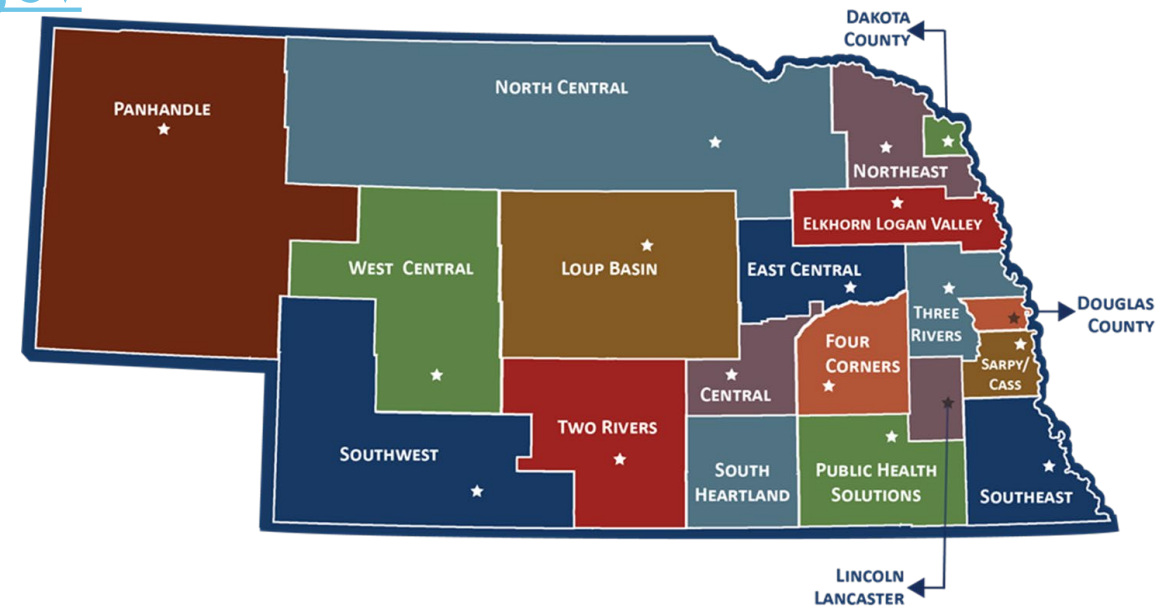 DAKOTA
COUNTY
PANHANDLE
NORTH CENTRAL
NORTHEAST
ELKHORN LOGAN VALLEY
WEST CENTRAL
LOUP BASIN
EAST CENTRAL
THREE
RIVERS
DOUGLAS
COUNTY
FOUR
CORNERS
SARPY/
CASS
CENTRAL
TWO RIVERS
SOUTHWEST
SOUTH
HEARTLAND
PUBLIC HEALTH
SOLUTIONS
SOUTHEAST
LINCOLN
LANCASTER